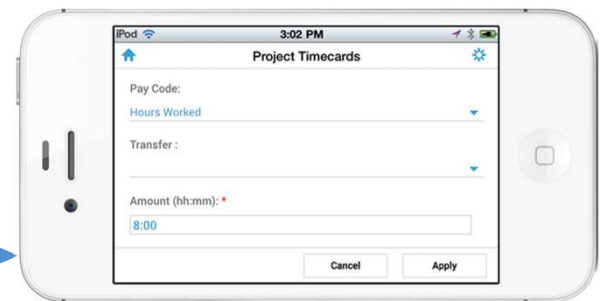 iPod 3:02 PM
Project Timecards
Pay Code:
Hours Worked
Transfer :
Amount (hh:mm): *
8:00
Cancel Apply